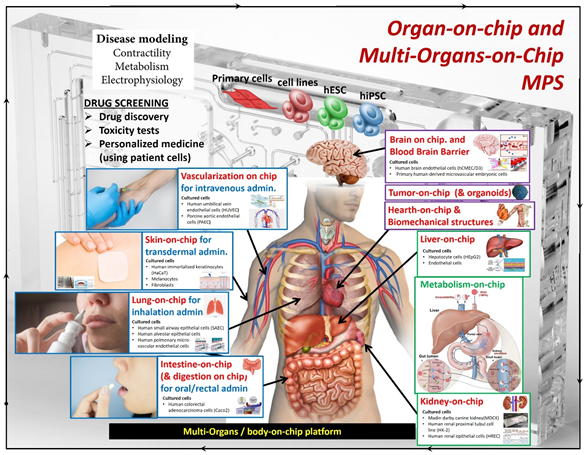 Organ-on-chip and
Multi-Organs-on-Chip
MPS
Disease modeling
Contractility
Metabolism
Electrophysiology
DRUG SCREENING
➢ Drug discovery
➢ Toxicity tests
➢ Personalized medicine
(using patient cells)
Primary cells
cell lines
hESC
hiPSC
Brain on chip. and
Blood Brain Barrier
Cultured cells
• Human brain endothelial cells (hCMEC/D3)
• Primary human-derived microvascular embryonic cells
Vascularization on chip
for intravenous admin.
Cultured cells
• Human umbilical vein
endothelial cells (HUVEC)
• Porcine aortic endothelial
cells (PAEC)
Tumor-on-chip (& organoids)
Hearth-on-chip &
Biomechanical structures
Skin-on-chip for
transdermal admin.
Cultured cells
• Human immortalized keratinocytes
(HaCaT)
• Melanocytes
• Fibroblasts
Liver-on-chip
Cultured cells
• Hepatocyte cells (HEpG2)
• Endothelial cells
Lung-on-chip for
inhalation admin
Cultured cells
• Human small airway epithelial cells (SAEC)
• Human alveolar epithelial cells
• Human pulmonary micro-
vascular endothelial cells
Metabolism-on-chip
Liver
Gut lumen
Intestine-on-chip
(& digestion on chip)
for oral/rectal admin
Cultured cells
• Human colorectal
adenocarcinoma cells (Caco2)
Kidney-on-chip
Cultured cells
• Madin darby canine kidney(MDCK)
• Human renal proximal tubul cell
line (HK-2)
• Human renal epithelial cells (HREC)
Multi-Organs / body-on-chip platform